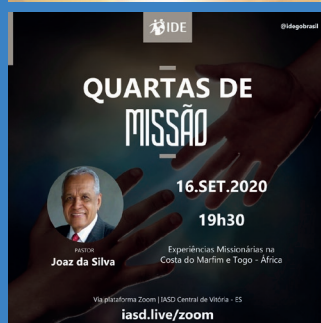 IDE
@idegobrasil
QUARTAS DE
MISSÃO
16.SET.2020
19h30
PASTOR
Joaz da Silva
Experiências Missionárias na
Costa do Marfim e Togo - África
Via plataforma Zoom | IASD Central de Vitória - ES
iasd.live/zoom